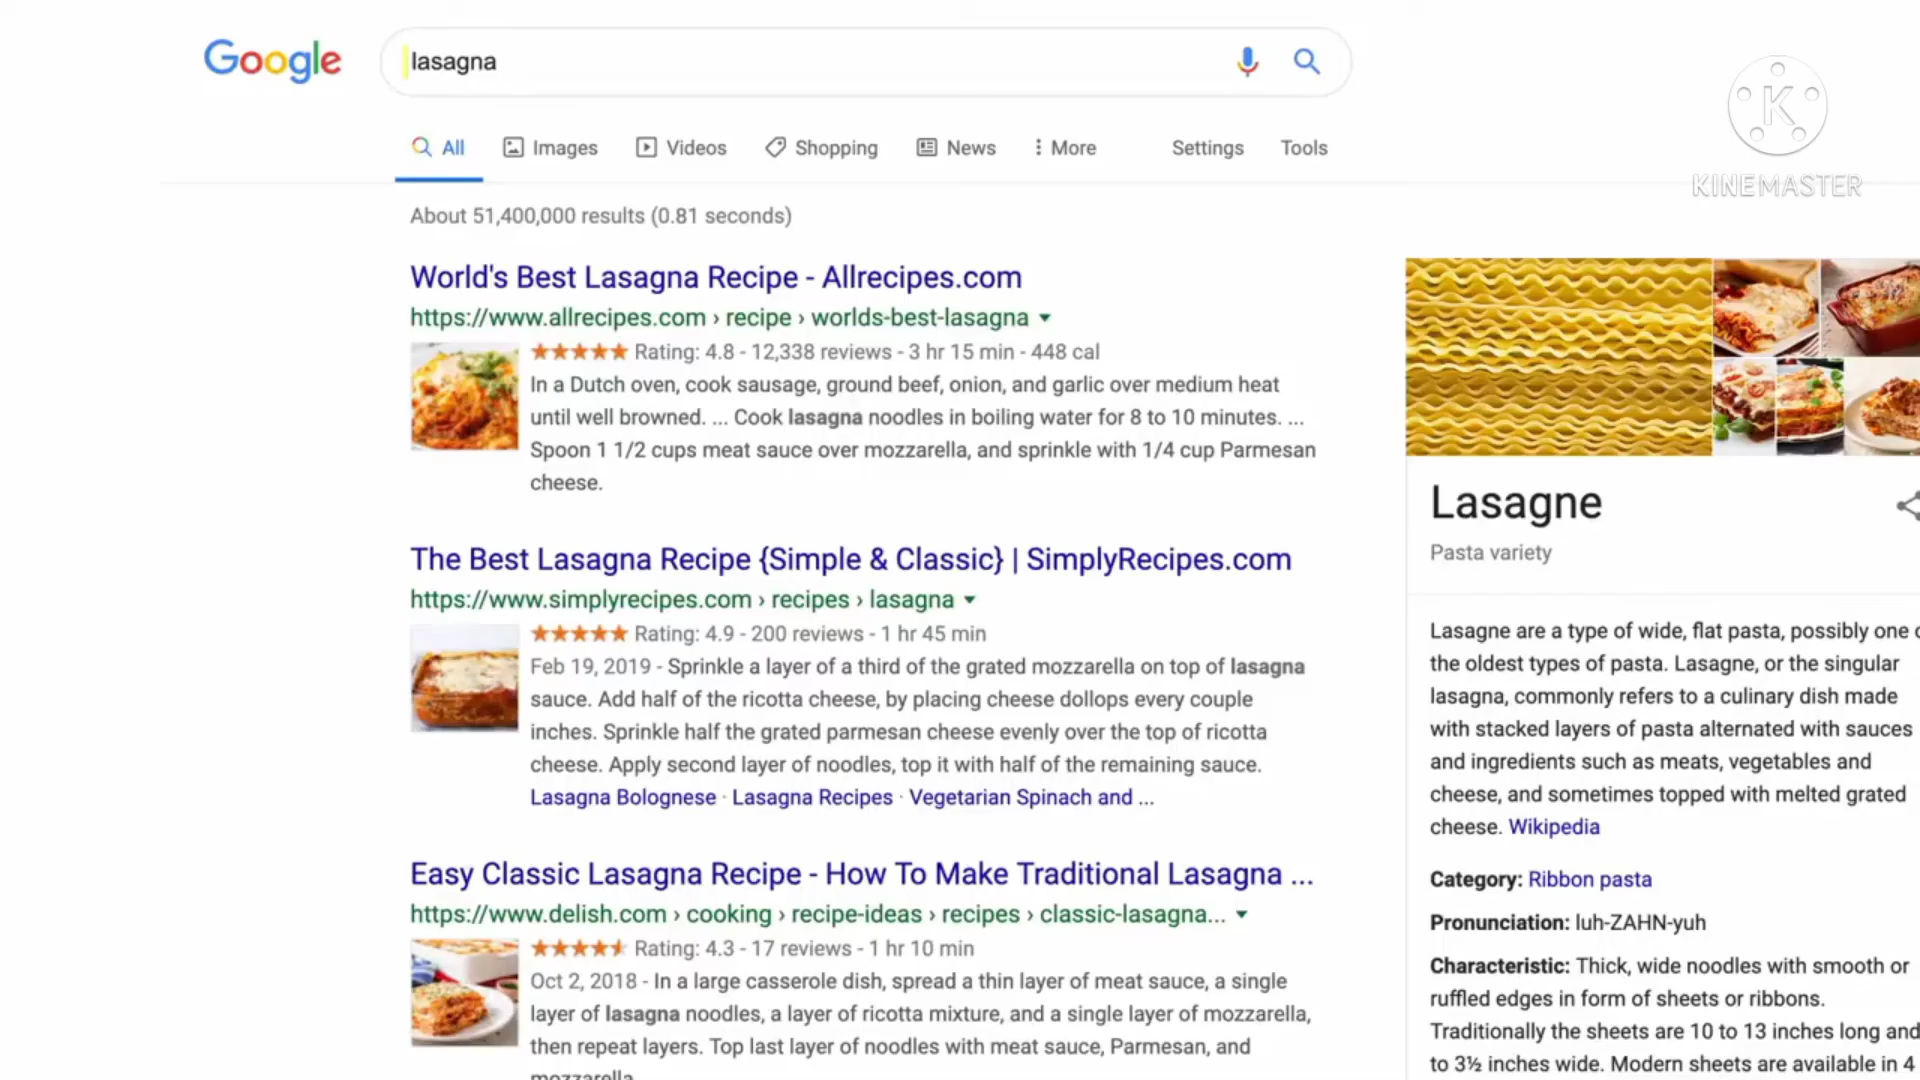 Google
lasagna
All Images Videos Shopping News More Settings Tools
KINEMASTER
About 51,400,000 results (0.81 seconds)
World's Best Lasagna Recipe - Allrecipes.com
https://www.allrecipes.com › recipe › worlds-best-lasagna
Rating: 4.8 - 12,338 reviews - 3 hr 15 min - 448 cal
In a Dutch oven, cook sausage, ground beef, onion, and garlic over medium heat
until well browned. ... Cook lasagna noodles in boiling water for 8 to 10 minutes. ...
Spoon 1 1/2 cups meat sauce over mozzarella, and sprinkle with 1/4 cup Parmesan
cheese.
The Best Lasagna Recipe {Simple & Classic} | SimplyRecipes.com
https://www.simplyrecipes.com › recipes › lasagna
Rating: 4.9 - 200 reviews - 1 hr 45 min
Feb 19, 2019 - Sprinkle a layer of a third of the grated mozzarella on top of lasagna
sauce. Add half of the ricotta cheese, by placing cheese dollops every couple
inches. Sprinkle half the grated parmesan cheese evenly over the top of ricotta
cheese. Apply second layer of noodles, top it with half of the remaining sauce.
Lasagna Bolognese · Lasagna Recipes · Vegetarian Spinach and ...
Easy Classic Lasagna Recipe - How To Make Traditional Lasagna ...
https://www.delish.com › cooking › recipe-ideas › recipes › classic-lasagna...
Rating: 4.3 - 17 reviews - 1 hr 10 min
Oct 2, 2018 - In a large casserole dish, spread a thin layer of meat sauce, a single
layer of lasagna noodles, a layer of ricotta mixture, and a single layer of mozzarella,
then repeat layers. Top last layer of noodles with meat sauce, Parmesan, and
mozzarella.
Lasagne
Pasta variety
Lasagne are a type of wide, flat pasta, possibly one
the oldest types of pasta. Lasagne, or the singular
lasagna, commonly refers to a culinary dish made
with stacked layers of pasta alternated with sauces
and ingredients such as meats, vegetables and
cheese, and sometimes topped with melted grated
cheese. Wikipedia
Category: Ribbon pasta
Pronunciation: luh-ZAHN-yuh
Characteristic: Thick, wide noodles with smooth or
ruffled edges in form of sheets or ribbons.
Traditionally the sheets are 10 to 13 inches long and
to 3½ inches wide. Modern sheets are available in 4